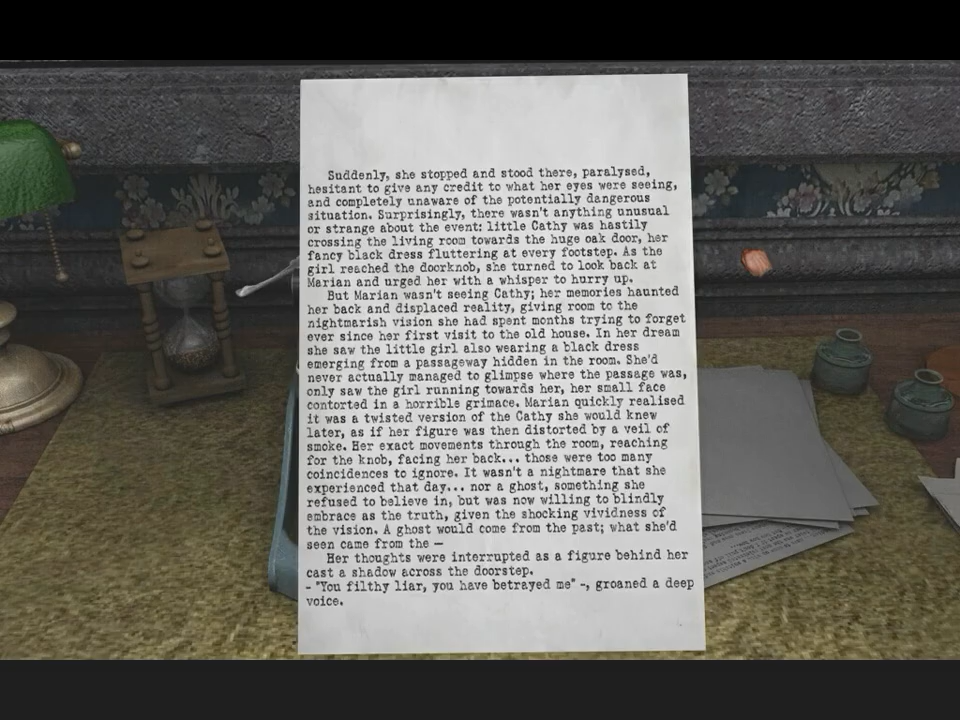 Suddenly, she stopped and stood there, paralysed,
hesitant to give any credit to what her eyes were seeing,
and completely unaware of the potentially dangerous
situation. Surprisingly, there wasn't anything unusual
or strange about the event: little Cathy was hastily
crossing the living room towards the huge oak door, her
fancy black dress fluttering at every footstep. As the
girl reached the doorknob, she turned to look back at
Marian and urged her with a whisper to hurry up.
But Marian wasn't seeing Cathy; her memories haunted
her back and displaced reality, giving room to the
nightmarish vision she had spent months trying to forget
ever since her first visit to the old house. In her dream
she saw the little girl also wearing a black dress
emerging from a passageway hidden in the room. She'd
never actually managed to glimpse where the passage was,
only saw the girl running towards her, her small face
contorted in a horrible grimace. Marian quickly realised
it was a twisted version of the Cathy she would knew
later, as if her figure was then distorted by a veil of
smoke. Her exact movements through the room, reaching
for the knob, facing her back... those were too many
coincidences to ignore. It wasn't a nightmare that she
experienced that day... nor a ghost, something she
refused to believe in, but was now willing to blindly
embrace as the truth, given the shocking vividness of
the vision. A ghost would come from the past; what she'd
seen came from the —
Her thoughts were interrupted as a figure behind her
cast a shadow across the doorstep.
- "You filthy liar, you have betrayed me" -, groaned a deep
voice.